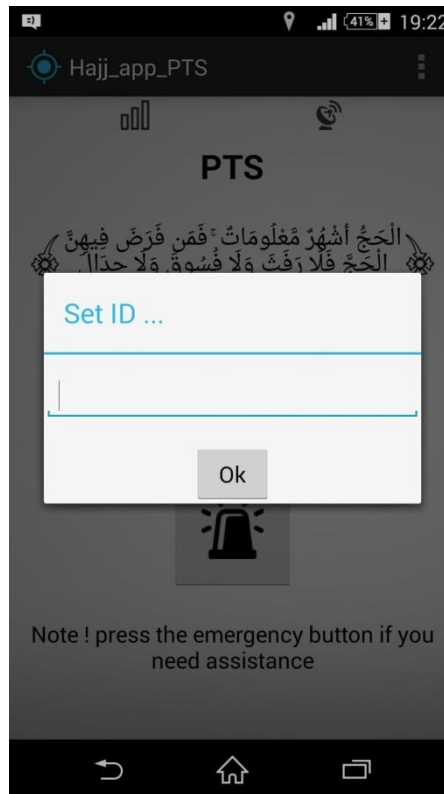 41% 19:22
Hajj_app_PTS
PTS
الْحَجُّ أَشْهُرٌ مَّعْلُومَاتٌ ۚ فَمَن فَرَضَ فِيهِنَّ
الْحَجَّ فَلَا رَفَثَ وَلَا فُسُوقَ وَلَا جِدَالَ
Set ID ...
Ok
Note ! press the emergency button if you
need assistance